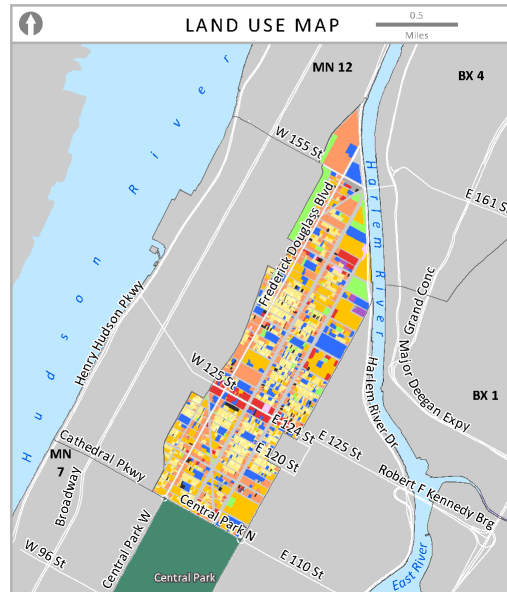 LAND USE MAP
0.5
Miles
MN 12
BX 4
Hudson River
W 155 St
Harlem River
E 161 St
Frederick Douglass Blvd
Grand Conc
Henry Hudson Pkwy
Major Deegan Expy
W 125 St
Harlem River Dr
BX 1
E 124 St
E 125 St
Cathedral Pkwy
E 120 St
MN
7
Robert F Kennedy Brg
Broadway
Central Park W
Central Park N
W 96 St
E 110 St
Central Park
East River